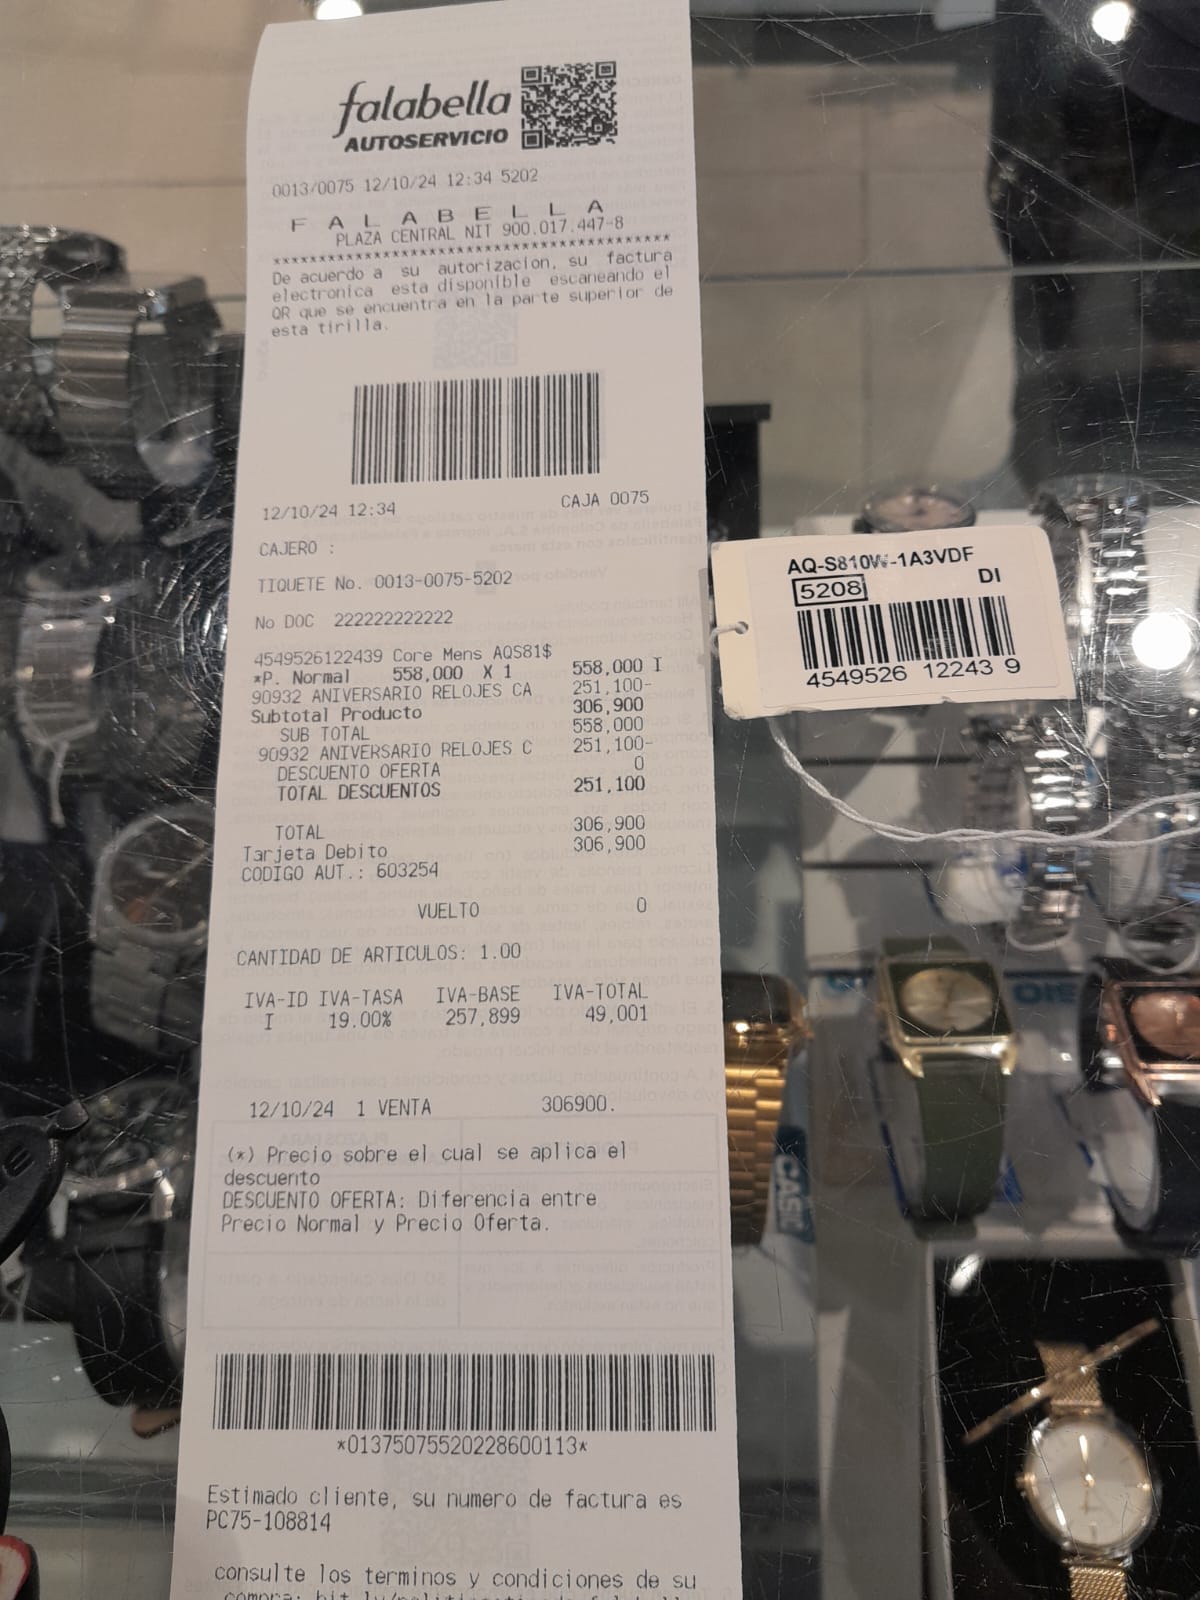 falabella
AUTOSERVICIO
0013/0075 12/10/24 12:34 5202
F A L A B E L L A
PLAZA CENTRAL NIT 900.017.447-8
*******************************************
De acuerdo a su autorizacion, su factura
electronica esta disponible escaneando el
QR que se encuentra en la parte superior de
esta tirilla.
12/10/24 12:34 CAJA 0075
CAJERO :
TIQUETE No. 0013-0075-5202
No DOC 222222222222
4549526122439 Core Mens AQS81$
*P. Normal 558,000 X 1 558,000 I
90932 ANIVERSARIO RELOJES CA 251,100-
Subtotal Producto 306,900
SUB TOTAL 558,000
90932 ANIVERSARIO RELOJES C 251,100-
DESCUENTO OFERTA 0
TOTAL DESCUENTOS 251,100
TOTAL 306,900
Tarjeta Debito 306,900
CODIGO AUT.: 603254
VUELTO 0
CANTIDAD DE ARTICULOS: 1.00
IVA-ID IVA-TASA IVA-BASE IVA-TOTAL
I 19.00% 257,899 49,001
12/10/24 1 VENTA 306900.
(*) Precio sobre el cual se aplica el
descuento
DESCUENTO OFERTA: Diferencia entre
Precio Normal y Precio Oferta.
*01375075520228600113*
Estimado cliente, su numero de factura es
PC75-108814
consulte los terminos y condiciones de su
AQ-S810W-1A3VDF
5208 DI
4549526 12243 9
CASIO